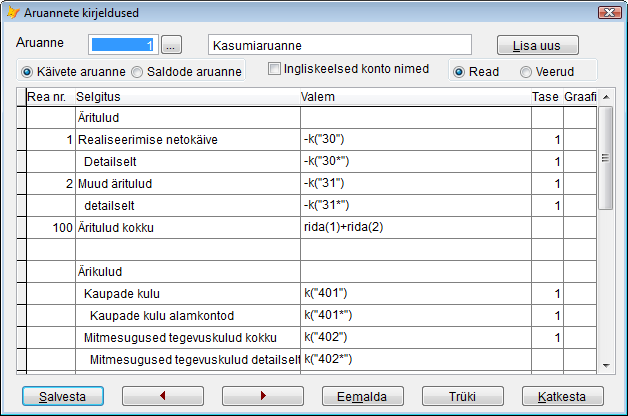 Aruannete kirjeldused
Aruanne 1 ... Kasumiaruanne Lisa uus
Käivete aruanne Saldode aruanne Ingliskeelsed konto nimed Read Veerud
Rea nr. Selgitus Valem Tase Graafi
Äritulud
1 Realiseerimise netokäive -k("30") 1
Detailselt -k("30*") 1
2 Muud äritulud -k("31") 1
detailselt -k("31*") 1
100 Äritulud kokku rida(1)+rida(2)
Ärikulud
Kaupade kulu k("401") 1
Kaupade kulu alamkontod k("401*") 1
Mitmesugused tegevuskulud kokku k("402") 1
Mitmesugused tegevuskulud detailselt k("402*")
Salvesta Eemalda Trüki Katkesta